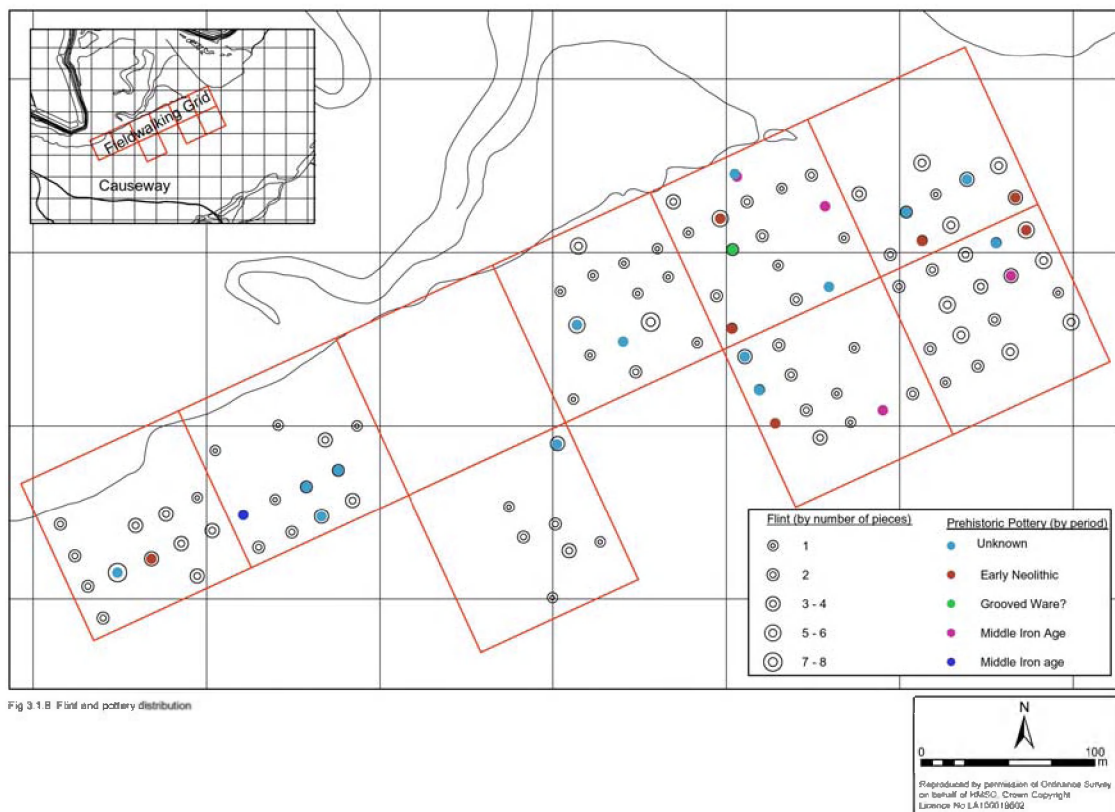 Fieldwalking Grid
Causeway
Flint (by number of pieces)
1
2
3 - 4
5 - 6
7 - 8
Prehistoric Pottery (by period)
Unknown
Early Neolithic
Grooved Ware?
Middle Iron Age
Middle Iron age
Fig 3.1.8 Flint and pottery distribution
N
0 100
m
Reproduced by permission of Ordnance Survey
on behalf of HMSO. Crown Copyright
Licence No